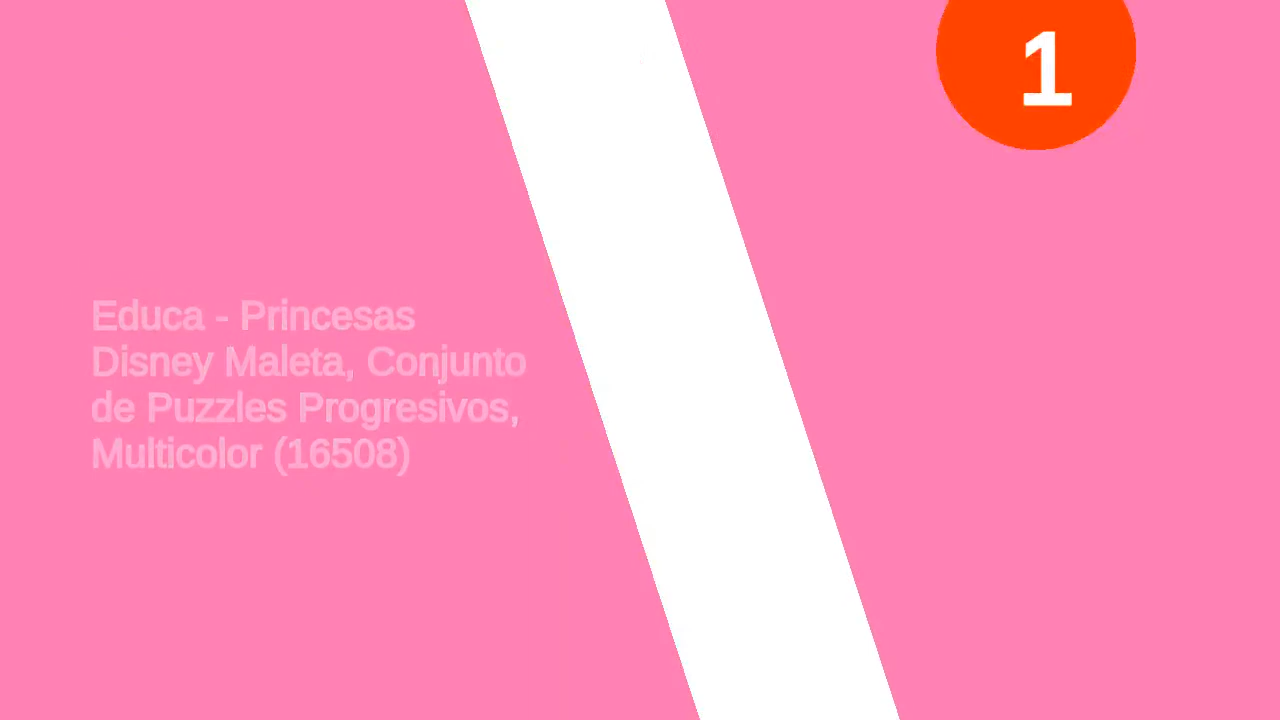 1
Educa - Princesas
Disney Maleta, Conjunto
de Puzzles Progresivos,
Multicolor (16508)